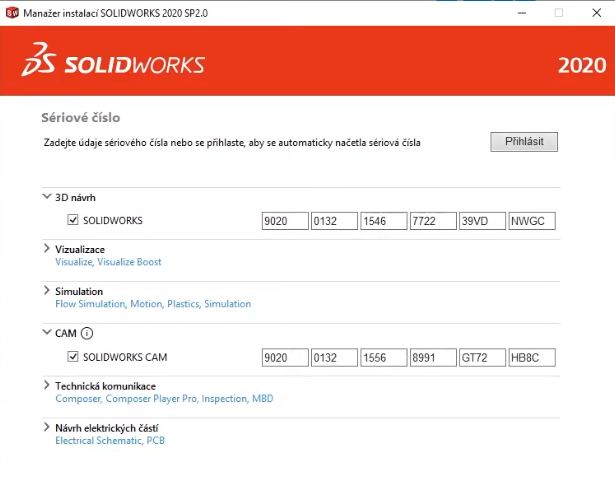 Manažer instalací SOLIDWORKS 2020 SP2.0
SOLIDWORKS 2020
Sériové číslo
Zadejte údaje sériového čísla nebo se přihlaste, aby se automaticky načetla sériová čísla
Přihlásit
3D návrh
SOLIDWORKS 9020 0132 1546 7722 39VD NWGC
Vizualizace
Visualize, Visualize Boost
Simulation
Flow Simulation, Motion, Plastics, Simulation
CAM
SOLIDWORKS CAM 9020 0132 1556 8991 GT72 HB8C
Technická komunikace
Composer, Composer Player Pro, Inspection, MBD
Návrh elektrických částí
Electrical Schematic, PCB